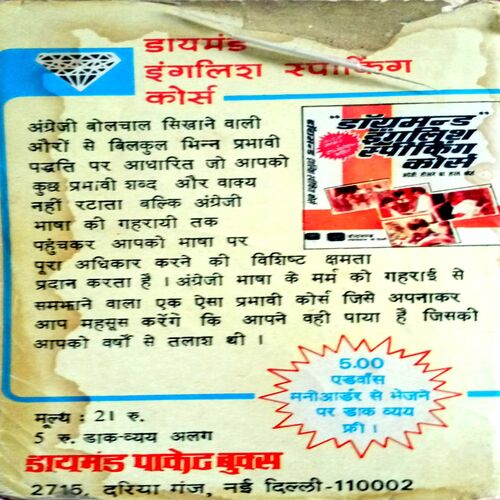 डायमंड
इंगलिश स्पीकिंग
कोर्स
अंग्रेजी बोलचाल सिखाने वाली
औरों से बिलकुल भिन्न प्रभावी
पद्धति पर आधारित जो आपको
कुछ प्रभावी शब्द और वाक्य
नहीं रटाता बल्कि अंग्रेजी
भाषा की गहरायी तक
पहुंचकर आपको भाषा पर
पूरा अधिकार करने की विशिष्ट क्षमता
प्रदान करता है । अंग्रेजी भाषा के मर्म को गहराई से
समझाने वाला एक ऐसा प्रभावी कोर्स जिसे अपनाकर
आप महसूस करेंगे कि आपने वही पाया है जिसकी
आपको वर्षों से तलाश थी ।
"डॉयमन्ड"
इंगलिश
स्पीकिंग
कोर्स
5.00
एडवाँस
मनीआर्डर से भेजने
पर डाक व्यय
फ्री ।
मूल्य : 21 रु.
5 रु. डाक-व्यय अलग
डायमंड पाकेट बुक्स
2715, दरिया गंज, नई दिल्ली-110002